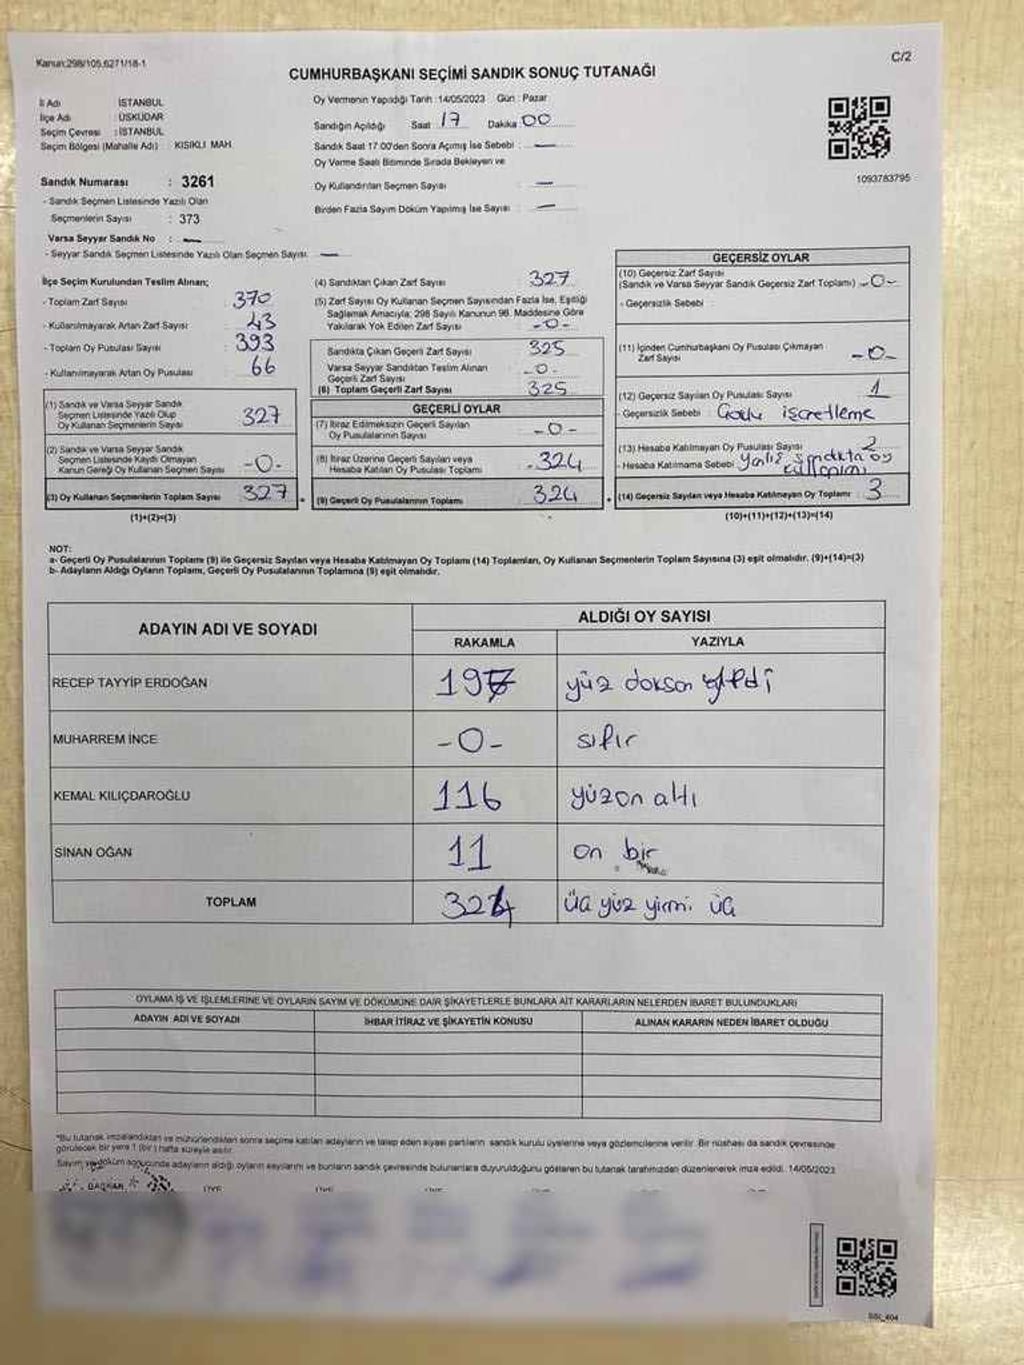 Kanun:298/105,6271/18-1
C/2
CUMHURBAŞKANI SEÇİMİ SANDIK SONUÇ TUTANAĞI
İl Adı : İSTANBUL
İlçe Adı : ÜSKÜDAR
Seçim Çevresi : İSTANBUL
Seçim Bölgesi (Mahalle Adı) : KISIKLI MAH.
Sandık Numarası : 3261
- Sandık Seçmen Listesinde Yazılı Olan
Seçmenlerin Sayısı : 373
Varsa Seyyar Sandık No : —
- Seyyar Sandık Seçmen Listesinde Yazılı Olan Seçmen Sayısı: —
Oy Vermenin Yapıldığı Tarih :14/05/2023 Gün : Pazar
Sandığın Açıldığı Saat 17 Dakika 00
Sandık Saat 17.00'den Sonra Açımış İse Sebebi : —
Oy Verme Saati Bitiminde Sırada Bekleyen ve
Oy Kullandırılan Seçmen Sayısı —
Birden Fazla Sayım Döküm Yapılmış İse Sayısı : —
1093783795
İlçe Seçim Kurulundan Teslim Alınan;
- Toplam Zarf Sayısı 370
- Kullanılmayarak Artan Zarf Sayısı 43
- Toplam Oy Pusulası Sayısı 393
- Kullanılmayarak Artan Oy Pusulası 66
(1) Sandık ve Varsa Seyyar Sandık
Seçmen Listesinde Yazılı Olup
Oy Kullanan Seçmenlerin Sayısı 327
(2) Sandık ve Varsa Seyyar Sandık
Seçmen Listesinde Kaydı Olmayan
Kanun Gereği Oy Kullanan Seçmen Sayısı -0-
(3) Oy Kullanan Seçmenlerin Toplam Sayısı 327
(1)+(2)=(3)
(4) Sandıktan Çıkan Zarf Sayısı 327
(5) Zarf Sayısı Oy Kullanan Seçmen Sayısından Fazla İse, Eşitliği
Sağlamak Amacıyla; 298 Sayılı Kanunun 98. Maddesine Göre
Yakılarak Yok Edilen Zarf Sayısı -0-
Sandıkta Çıkan Geçerli Zarf Sayısı 325
Varsa Seyyar Sandıktan Teslim Alınan
Geçerli Zarf Sayısı -0-
(6) Toplam Geçerli Zarf Sayısı 325
GEÇERLİ OYLAR
(7) İtiraz Edilmeksizin Geçerli Sayılan
Oy Pusulalarının Sayısı -0-
(8) İtiraz Üzerine Geçerli Sayılan veya
Hesaba Katılan Oy Pusulası Toplamı 324
(9) Geçerli Oy Pusulalarının Toplamı 324
GEÇERSİZ OYLAR
(10) Geçersiz Zarf Sayısı
(Sandık ve Varsa Seyyar Sandık Geçersiz Zarf Toplamı) -0-
- Geçersizlik Sebebi :
(11) İçinden Cumhurbaşkanı Oy Pusulası Çıkmayan
Zarf Sayısı -0-
(12) Geçersiz Sayılan Oy Pusulası Sayısı 1
- Geçersizlik Sebebi : işcretleme
(13) Hesaba Katılmayan Oy Pusulası Sayısı 2
- Hesaba Katılmama Sebebi : Yanlış sandıkta oy
kullanımı
(14) Geçersiz Sayılan veya Hesaba Katılmayan Oy Toplamı 3
(10)+(11)+(12)+(13)=(14)
NOT:
a- Geçerli Oy Pusulalarının Toplamı (9) ile Geçersiz Sayılan veya Hesaba Katılmayan Oy Toplamı (14) Toplamları, Oy Kullanan Seçmenlerin Toplam Sayısına (3) eşit olmalıdır. (9)+(14)=(3)
b- Adayların Aldığı Oyların Toplamı, Geçerli Oy Pusulalarının Toplamına (9) eşit olmalıdır.
ADAYIN ADI VE SOYADI
ALDIĞI OY SAYISI
RAKAMLA YAZIYLA
RECEP TAYYİP ERDOĞAN 197 yüz doksan yedi
MUHARREM İNCE -0- sıfır
KEMAL KILIÇDAROĞLU 116 yüzon altı
SİNAN OĞAN 11 on bir
TOPLAM 324 üç yüz yirmi üç
OYLAMA İŞ VE İŞLEMLERİNE VE OYLARIN SAYIM VE DÖKÜMÜNE DAİR ŞİKAYETLERLE BUNLARA AİT KARARLARIN NELERDEN İBARET BULUNDUKLARI
ADAYIN ADI VE SOYADI İHBAR İTİRAZ VE ŞİKAYETİN KONUSU ALINAN KARARIN NEDEN İBARET OLDUĞU
*Bu tutanak imzalandıktan ve mühürlendikten sonra seçime katılan adayların ve talep eden siyasi partilerin sandık kurulu üyelerine veya gözlemcilerine verilir. Bir nüshası da sandık çevresinde
görülecek bir yere 1 (bir) hafta süreyle asılır.
Sayım ve döküm sonucunda adayların aldığı oyların sayılarını ve bunların sandık çevresinde bulunanlara duyurulduğunu gösteren bu tutanak tarafımızdan düzenlenerek imza edildi. 14/05/2023
BAŞKAN ÜYE ÜYE ÜYE